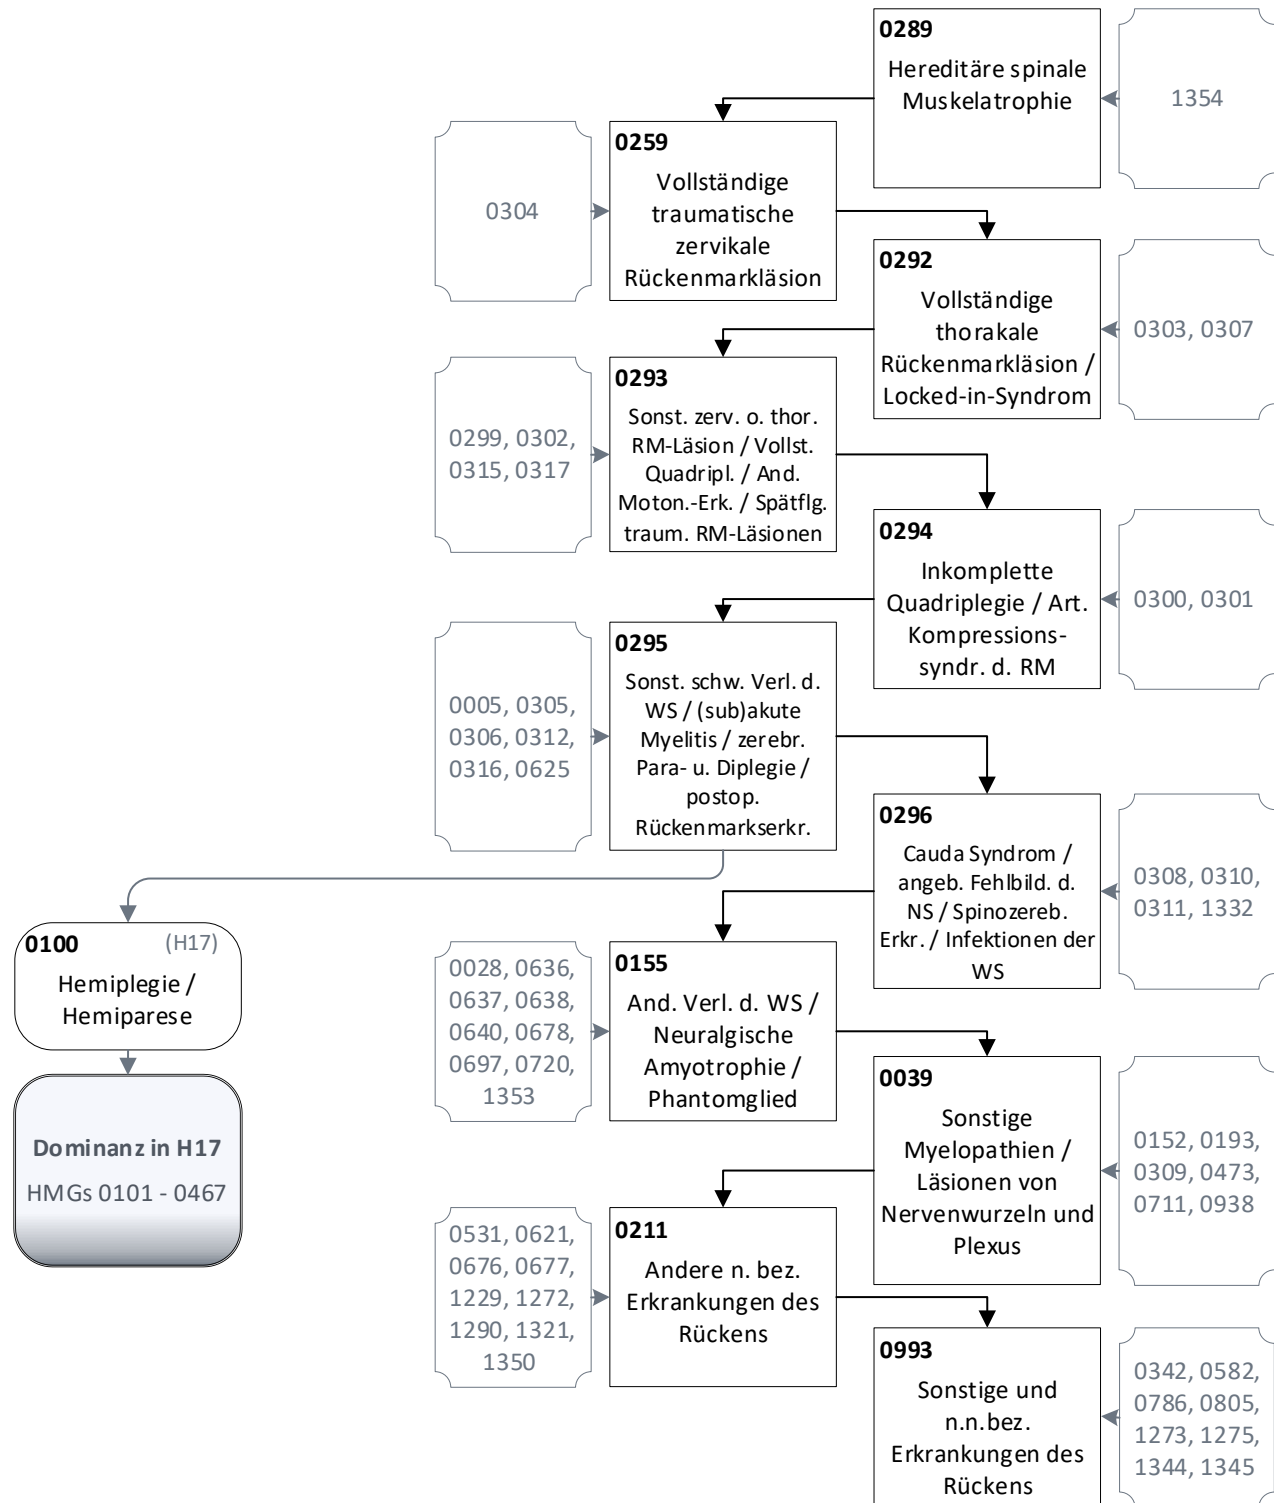 0289
Hereditäre spinale
Muskelatrophie
1354
0259
Vollständige
traumatische
zervikale
Rückenmarkläsion
0304
0292
Vollständige
thorakale
Rückenmarkläsion /
Locked-in-Syndrom
0303, 0307
0293
Sonst. zerv. o. thor.
RM-Läsion / Vollst.
Quadripl. / And.
Moton.-Erk. / Spätflg.
traum. RM-Läsionen
0299, 0302,
0315, 0317
0294
Inkomplette
Quadriplegie / Art.
Kompressions-
syndr. d. RM
0300, 0301
0295
Sonst. schw. Verl. d.
WS / (sub)akute
Myelitis / zerebr.
Para- u. Diplegie /
postop.
Rückenmarkserkr.
0005, 0305,
0306, 0312,
0316, 0625
0296
Cauda Syndrom /
angeb. Fehlbild. d.
NS / Spinozereb.
Erkr. / Infektionen der
WS
0308, 0310,
0311, 1332
0100 (H17)
Hemiplegie /
Hemiparese
Dominanz in H17
HMGs 0101 - 0467
0155
And. Verl. d. WS /
Neuralgische
Amyotrophie /
Phantomglied
0028, 0636,
0637, 0638,
0640, 0678,
0697, 0720,
1353
0039
Sonstige
Myelopathien /
Läsionen von
Nervenwurzeln und
Plexus
0152, 0193,
0309, 0473,
0711, 0938
0211
Andere n. bez.
Erkrankungen des
Rückens
0531, 0621,
0676, 0677,
1229, 1272,
1290, 1321,
1350
0993
Sonstige und
n.n.bez.
Erkrankungen des
Rückens
0342, 0582,
0786, 0805,
1273, 1275,
1344, 1345